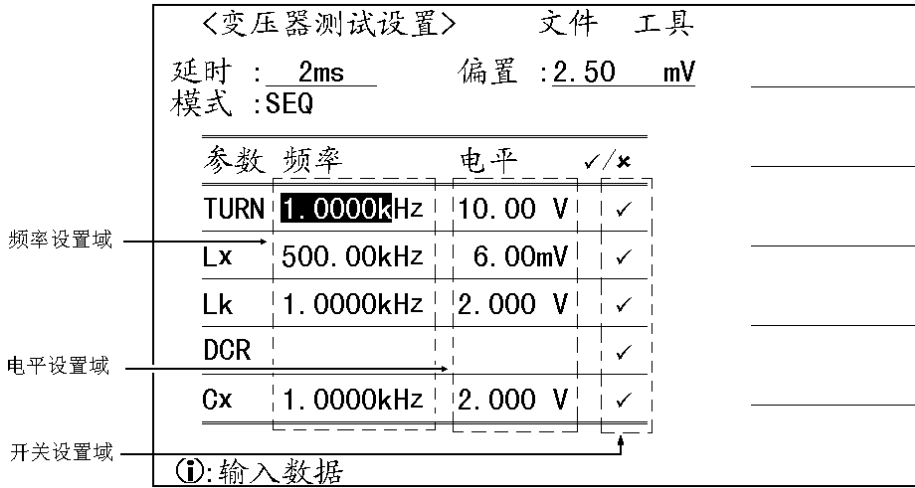 <变压器测试设置> 文件 工具
延时 : 2ms 偏置 :2.50 mV
模式 :SEQ
参数 频率 电平 ✓/×
TURN 1.0000kHz 10.00 V ✓
频率设置域
Lx 500.00kHz 6.00mV ✓
Lk 1.0000kHz 2.000 V ✓
DCR ✓
电平设置域
Cx 1.0000kHz 2.000 V ✓
开关设置域
ⓘ:输入数据